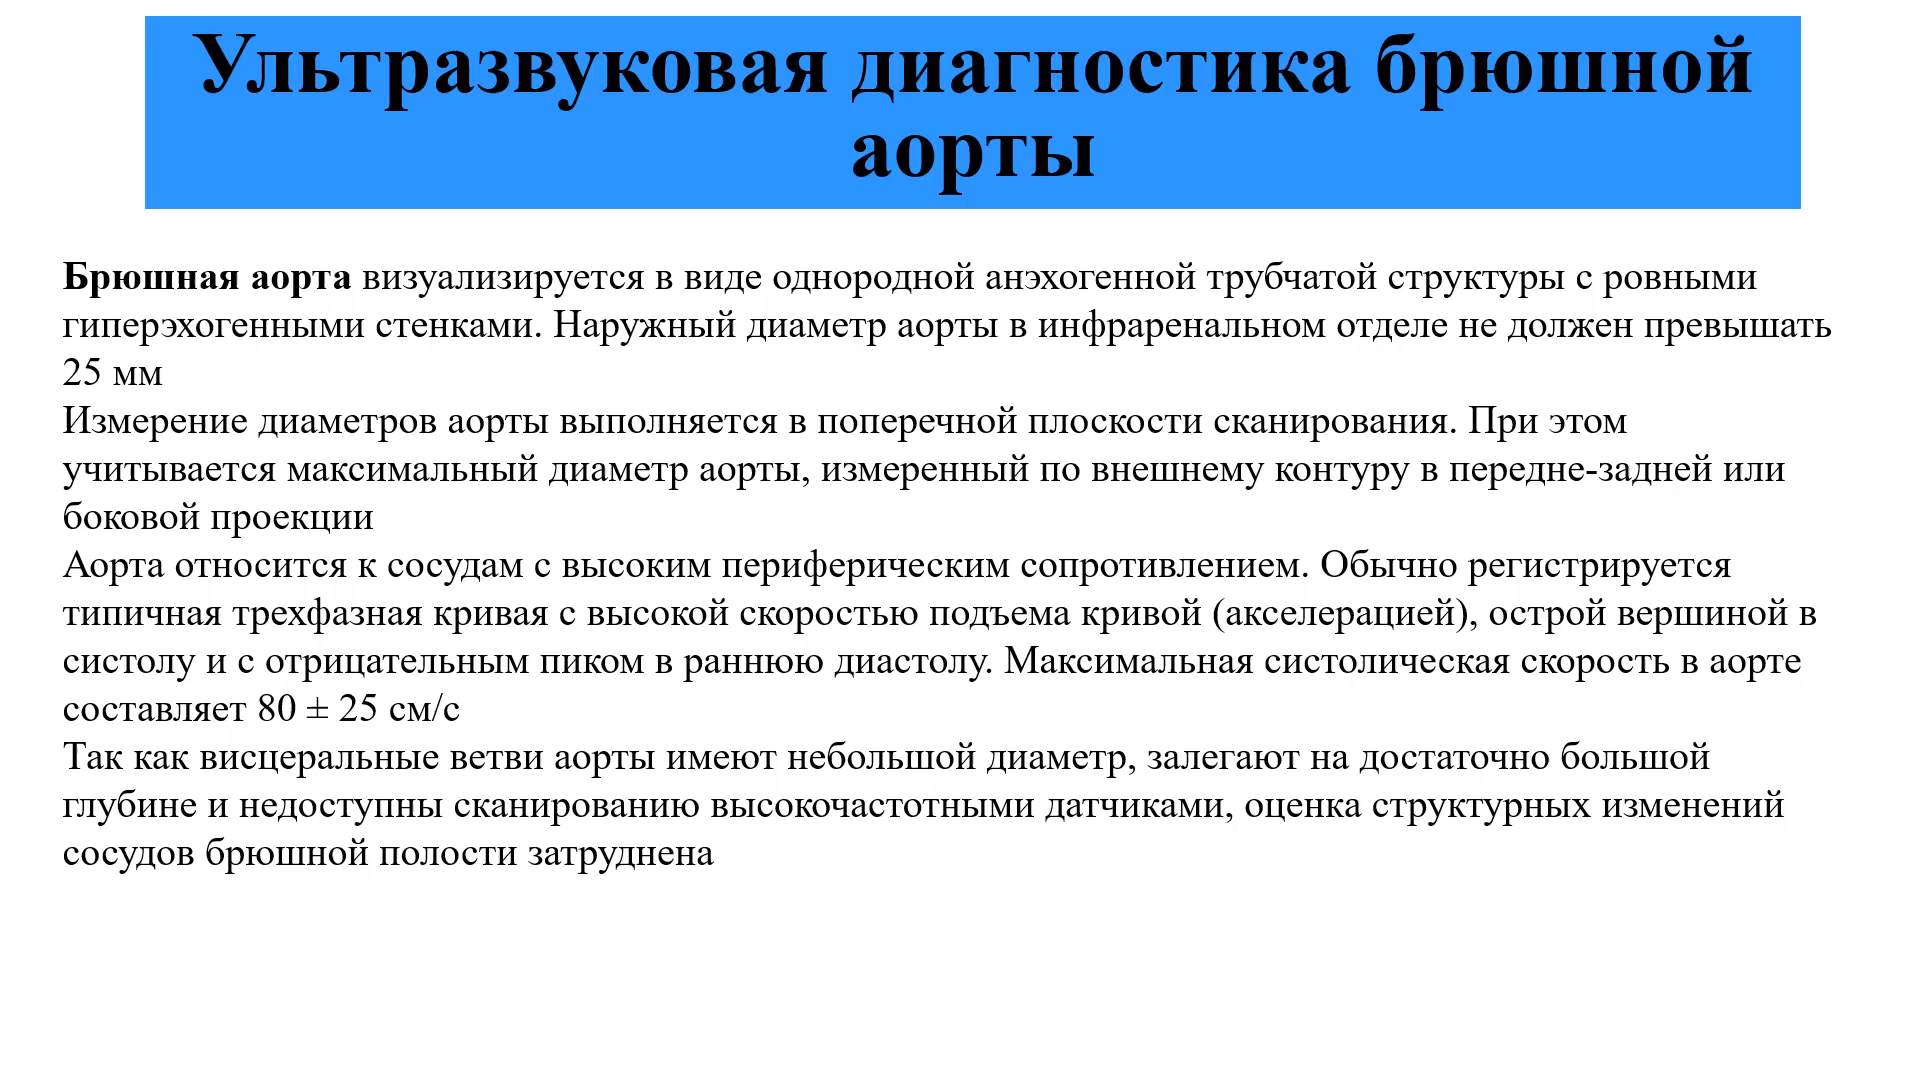 Ультразвуковая диагностика брюшной
аорты
Брюшная аорта визуализируется в виде однородной анэхогенной трубчатой структуры с ровными
гиперэхогенными стенками. Наружный диаметр аорты в инфраренальном отделе не должен превышать
25 мм
Измерение диаметров аорты выполняется в поперечной плоскости сканирования. При этом
учитывается максимальный диаметр аорты, измеренный по внешнему контуру в передне-задней или
боковой проекции
Аорта относится к сосудам с высоким периферическим сопротивлением. Обычно регистрируется
типичная трехфазная кривая с высокой скоростью подъема кривой (акселерацией), острой вершиной в
систолу и с отрицательным пиком в раннюю диастолу. Максимальная систолическая скорость в аорте
составляет 80 ± 25 см/с
Так как висцеральные ветви аорты имеют небольшой диаметр, залегают на достаточно большой
глубине и недоступны сканированию высокочастотными датчиками, оценка структурных изменений
сосудов брюшной полости затруднена